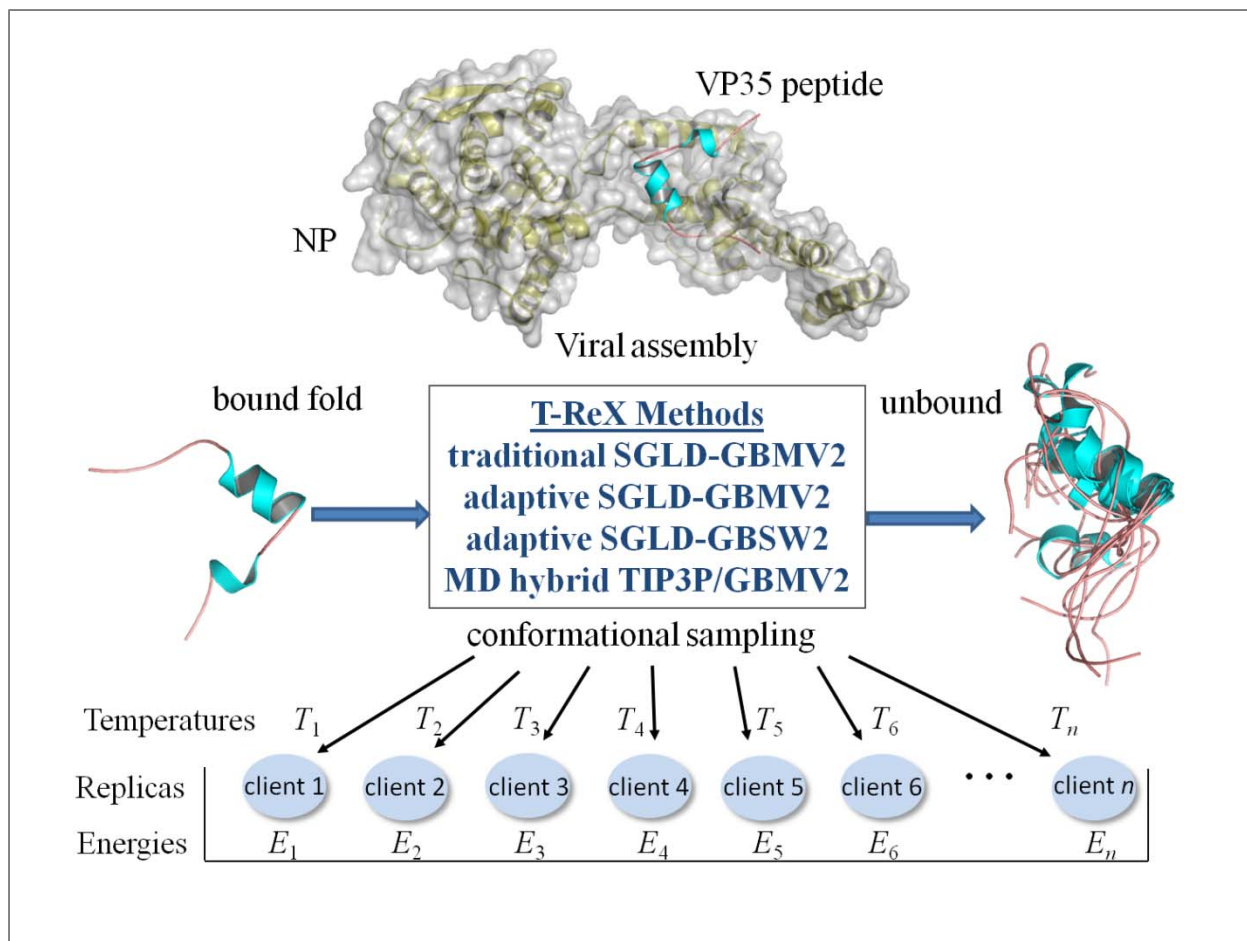 VP35 peptide
NP
Viral assembly
bound fold
unbound
T-ReX Methods
traditional SGLD-GBMV2
adaptive SGLD-GBMV2
adaptive SGLD-GBSW2
MD hybrid TIP3P/GBMV2
conformational sampling
Temperatures T1 T2 T3 T4 T5 T6 Tn
Replicas client 1 client 2 client 3 client 4 client 5 client 6 • • • client n
Energies E1 E2 E3 E4 E5 E6 En